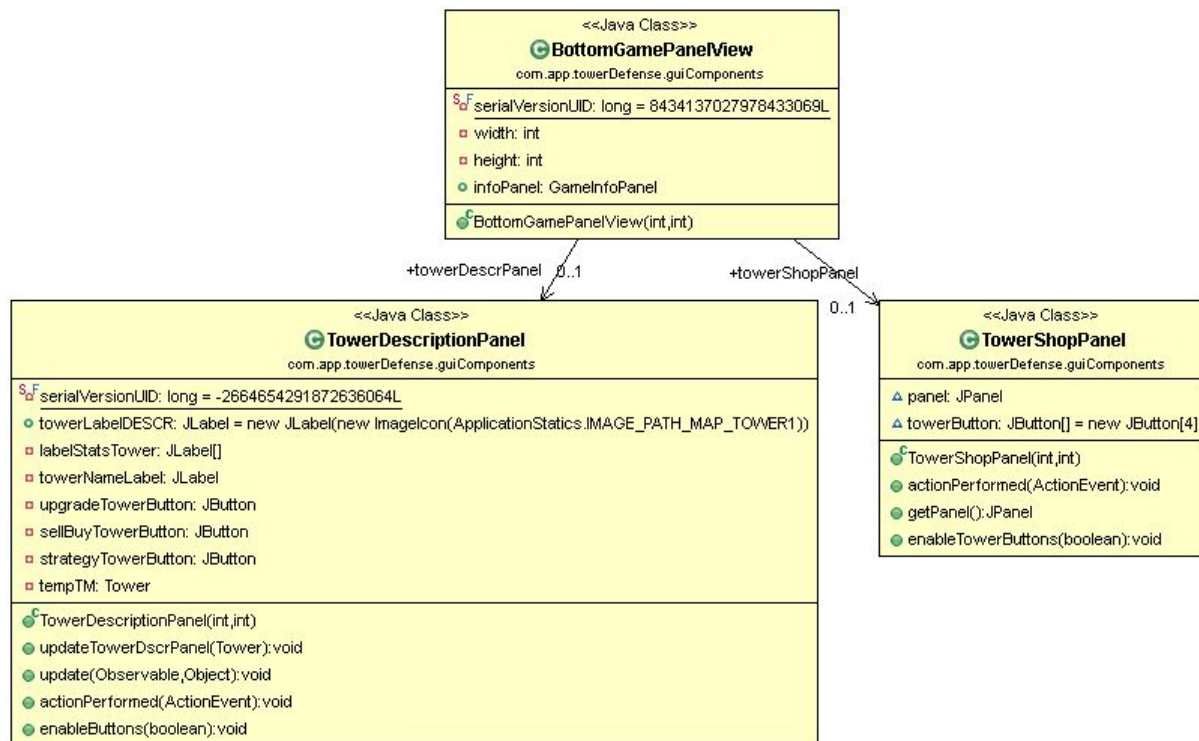 <<Java Class>>
C BottomGamePanelView
com.app.towerDefense.guiComponents
S F serialVersionUID: long = 8434137027978433069L
width: int
height: int
infoPanel: GameInfoPanel
C BottomGamePanelView(int,int)
+towerDescrPanel 0..1
+towerShopPanel
0..1
<<Java Class>>
C TowerDescriptionPanel
com.app.towerDefense.guiComponents
S F serialVersionUID: long = -2664654291872636064L
towerLabelDESCR: JLabel = new JLabel(new ImageIcon(ApplicationStatics.IMAGE_PATH_MAP_TOWER1))
labelStatsTower: JLabel[]
towerNameLabel: JLabel
upgradeTowerButton: JButton
sellBuyTowerButton: JButton
strategyTowerButton: JButton
tempTM: Tower
C TowerDescriptionPanel(int,int)
updateTowerDscrPanel(Tower):void
update(Observable,Object):void
actionPerformed(ActionEvent):void
enableButtons(boolean):void
<<Java Class>>
C TowerShopPanel
com.app.towerDefense.guiComponents
panel: JPanel
towerButton: JButton[] = new JButton[4]
C TowerShopPanel(int,int)
actionPerformed(ActionEvent):void
getPanel():JPanel
enableTowerButtons(boolean):void